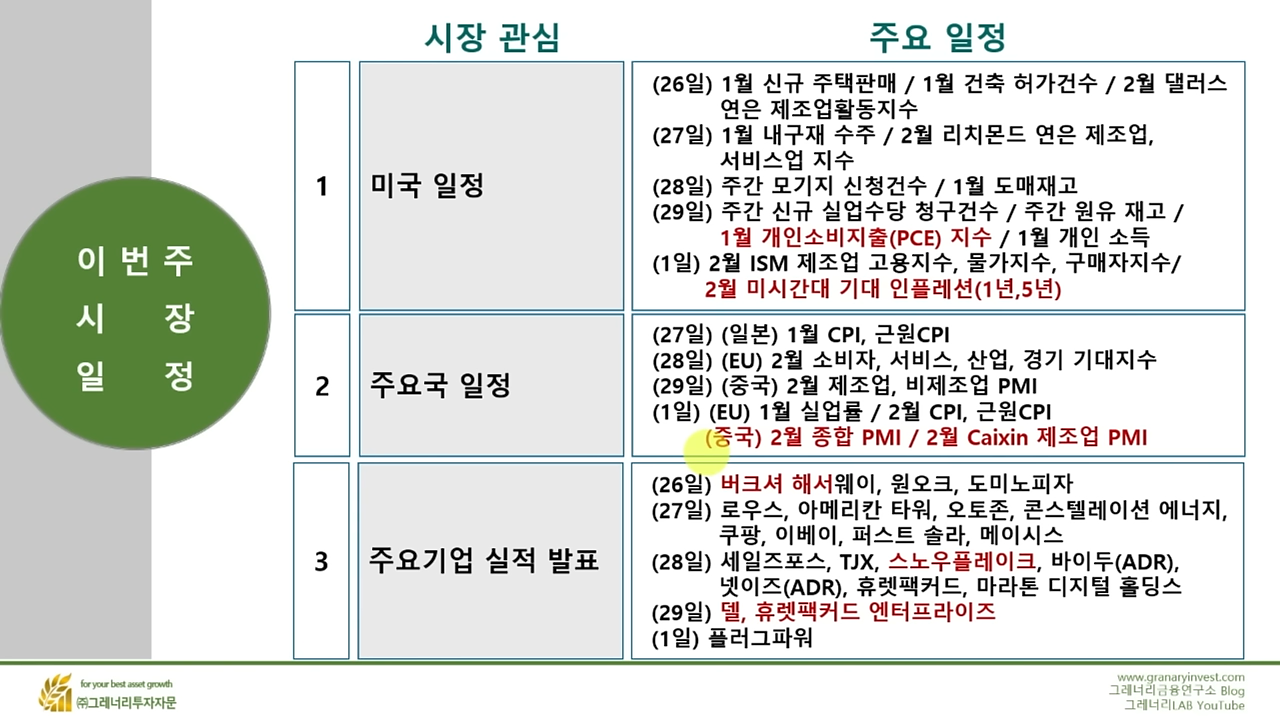 시장 관심
주요 일정
이 번 주
시 장
일 정
1
미국 일정
(26일) 1월 신규 주택판매 / 1월 건축 허가건수 / 2월 댈러스
연은 제조업활동지수
(27일) 1월 내구재 수주 / 2월 리치몬드 연은 제조업,
서비스업 지수
(28일) 주간 모기지 신청건수 / 1월 도매재고
(29일) 주간 신규 실업수당 청구건수 / 주간 원유 재고 /
1월 개인소비지출(PCE) 지수 / 1월 개인 소득
(1일) 2월 ISM 제조업 고용지수, 물가지수, 구매자지수/
2월 미시간대 기대 인플레션(1년,5년)
2
주요국 일정
(27일) (일본) 1월 CPI, 근원CPI
(28일) (EU) 2월 소비자, 서비스, 산업, 경기 기대지수
(29일) (중국) 2월 제조업, 비제조업 PMI
(1일) (EU) 1월 실업률 / 2월 CPI, 근원CPI
(중국) 2월 종합 PMI / 2월 Caixin 제조업 PMI
3
주요기업 실적 발표
(26일) 버크셔 해서웨이, 원오크, 도미노피자
(27일) 로우스, 아메리칸 타워, 오토존, 콘스텔레이션 에너지,
쿠팡, 이베이, 퍼스트 솔라, 메이시스
(28일) 세일즈포스, TJX, 스노우플레이크, 바이두(ADR),
넷이즈(ADR), 휴렛팩커드, 마라톤 디지털 홀딩스
(29일) 델, 휴렛팩커드 엔터프라이즈
(1일) 플러그파워
for your best asset growth
㈜그레너리투자자문
www.granaryinvest.com
그레너리금융연구소 Blog
그레너리LAB YouTube